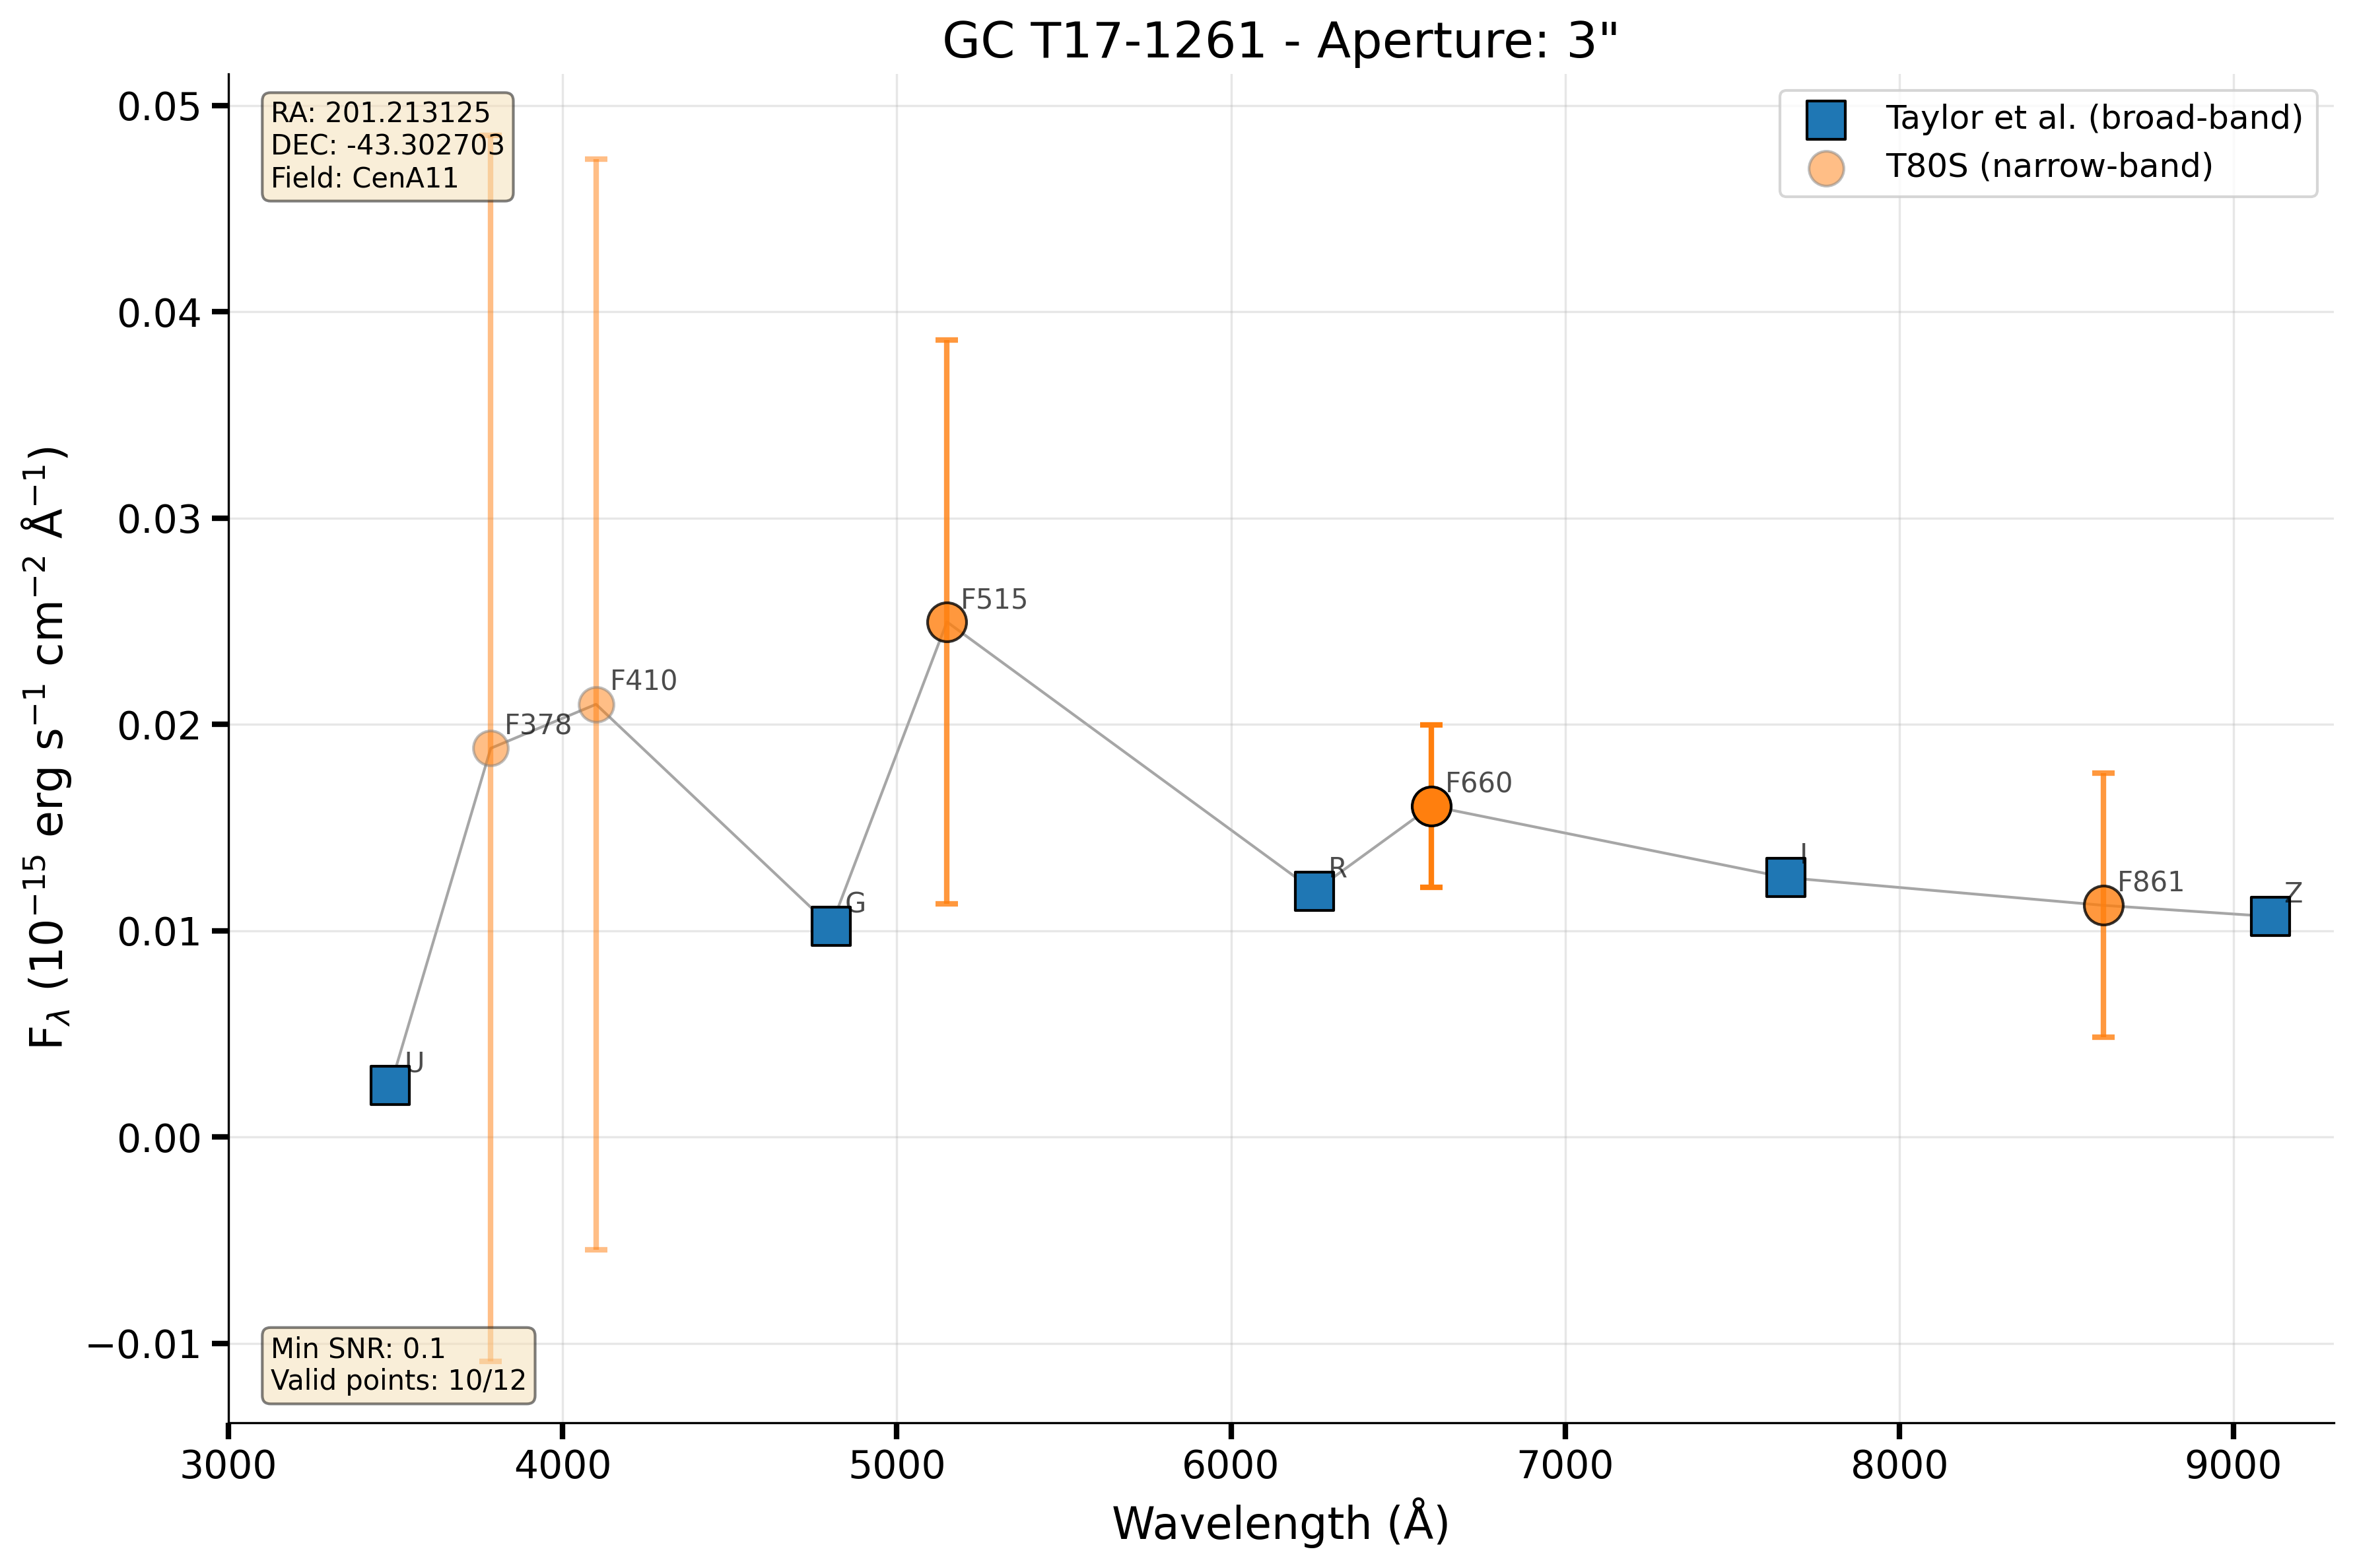 GC T17-1261 - Aperture: 3"
RA: 201.213125
DEC: -43.302703
Field: CenA11
Taylor et al. (broad-band)
T80S (narrow-band)
0.05
0.04
0.03
0.02
0.01
0.00
−0.01
F_λ (10⁻¹⁵ erg s⁻¹ cm⁻² Å⁻¹)
U
F378
F410
G
F515
R
F660
I
F861
Z
Min SNR: 0.1
Valid points: 10/12
3000 4000 5000 6000 7000 8000 9000
Wavelength (Å)